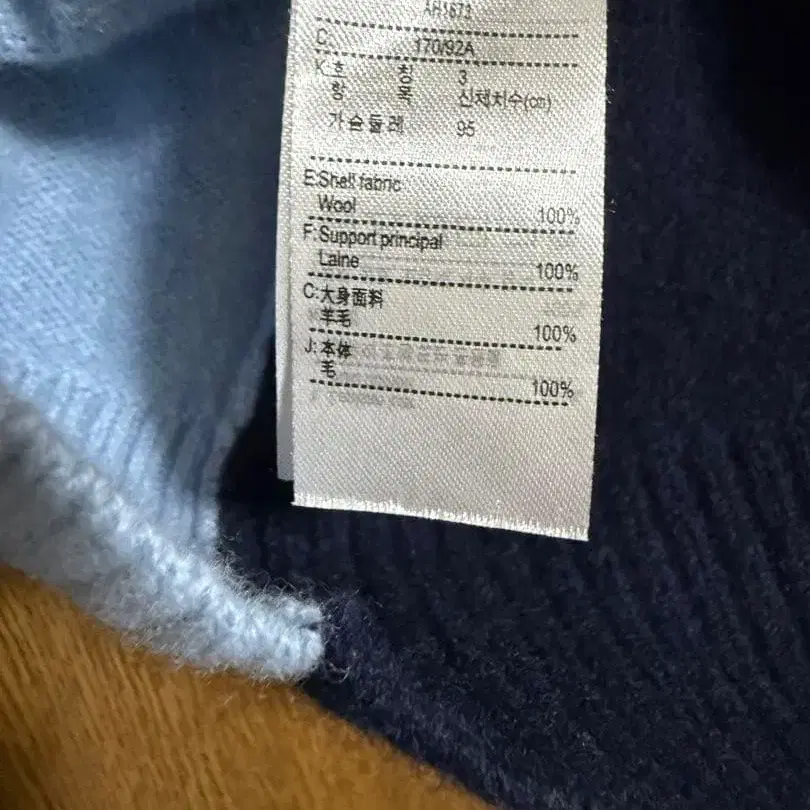 AH1673
C: 170/92A
K:호 칭 3
항 목 신체치수(cm)
가슴둘레 95
E:Shell fabric
Wool 100%
F:Support principal
Laine 100%
C:大身面料
羊毛 100%
J:本体
毛 100%